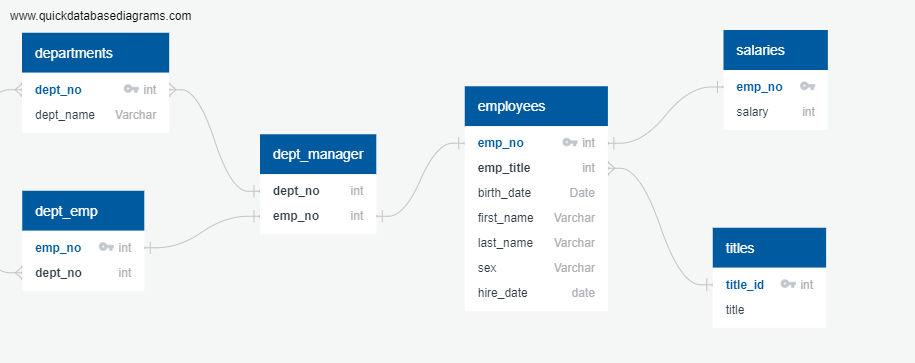 www.quickdatabasediagrams.com
departments
dept_no int
dept_name Varchar
dept_emp
emp_no int
dept_no int
dept_manager
dept_no int
emp_no int
employees
emp_no int
emp_title int
birth_date Date
first_name Varchar
last_name Varchar
sex Varchar
hire_date date
salaries
emp_no
salary int
titles
title_id int
title